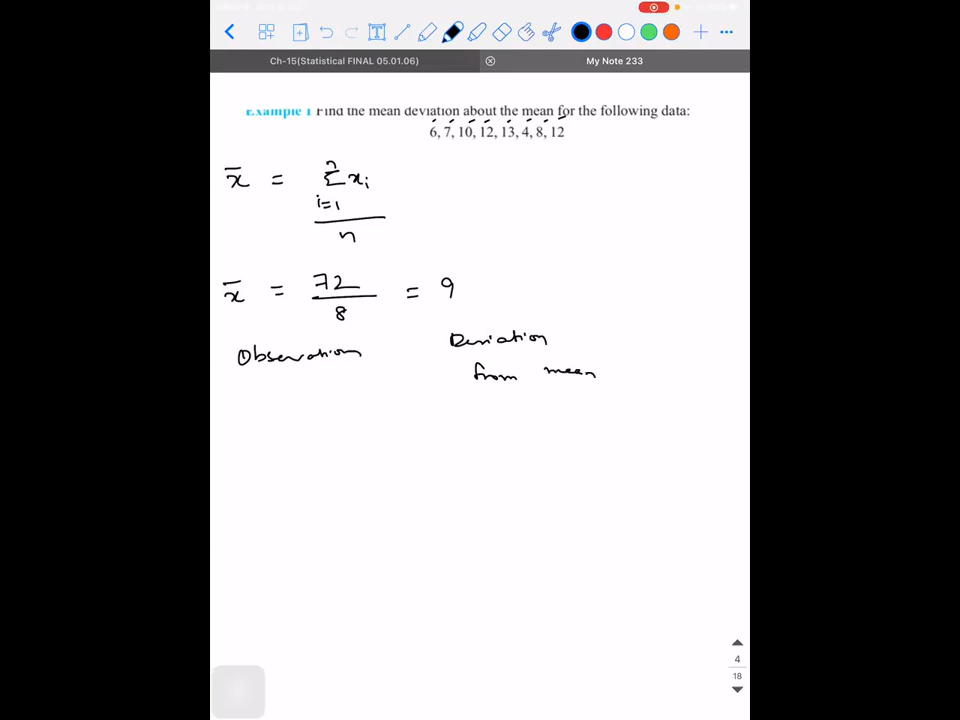 Ch-15(Statistical FINAL 05.01.06)
My Note 233
Example 1 Find the mean deviation about the mean for the following data:
6, 7, 10, 12, 13, 4, 8, 12
x̄ = n Σ xi
i=1
n
x̄ = 72 = 9
8
Observation
Deviation
from mean
4
18